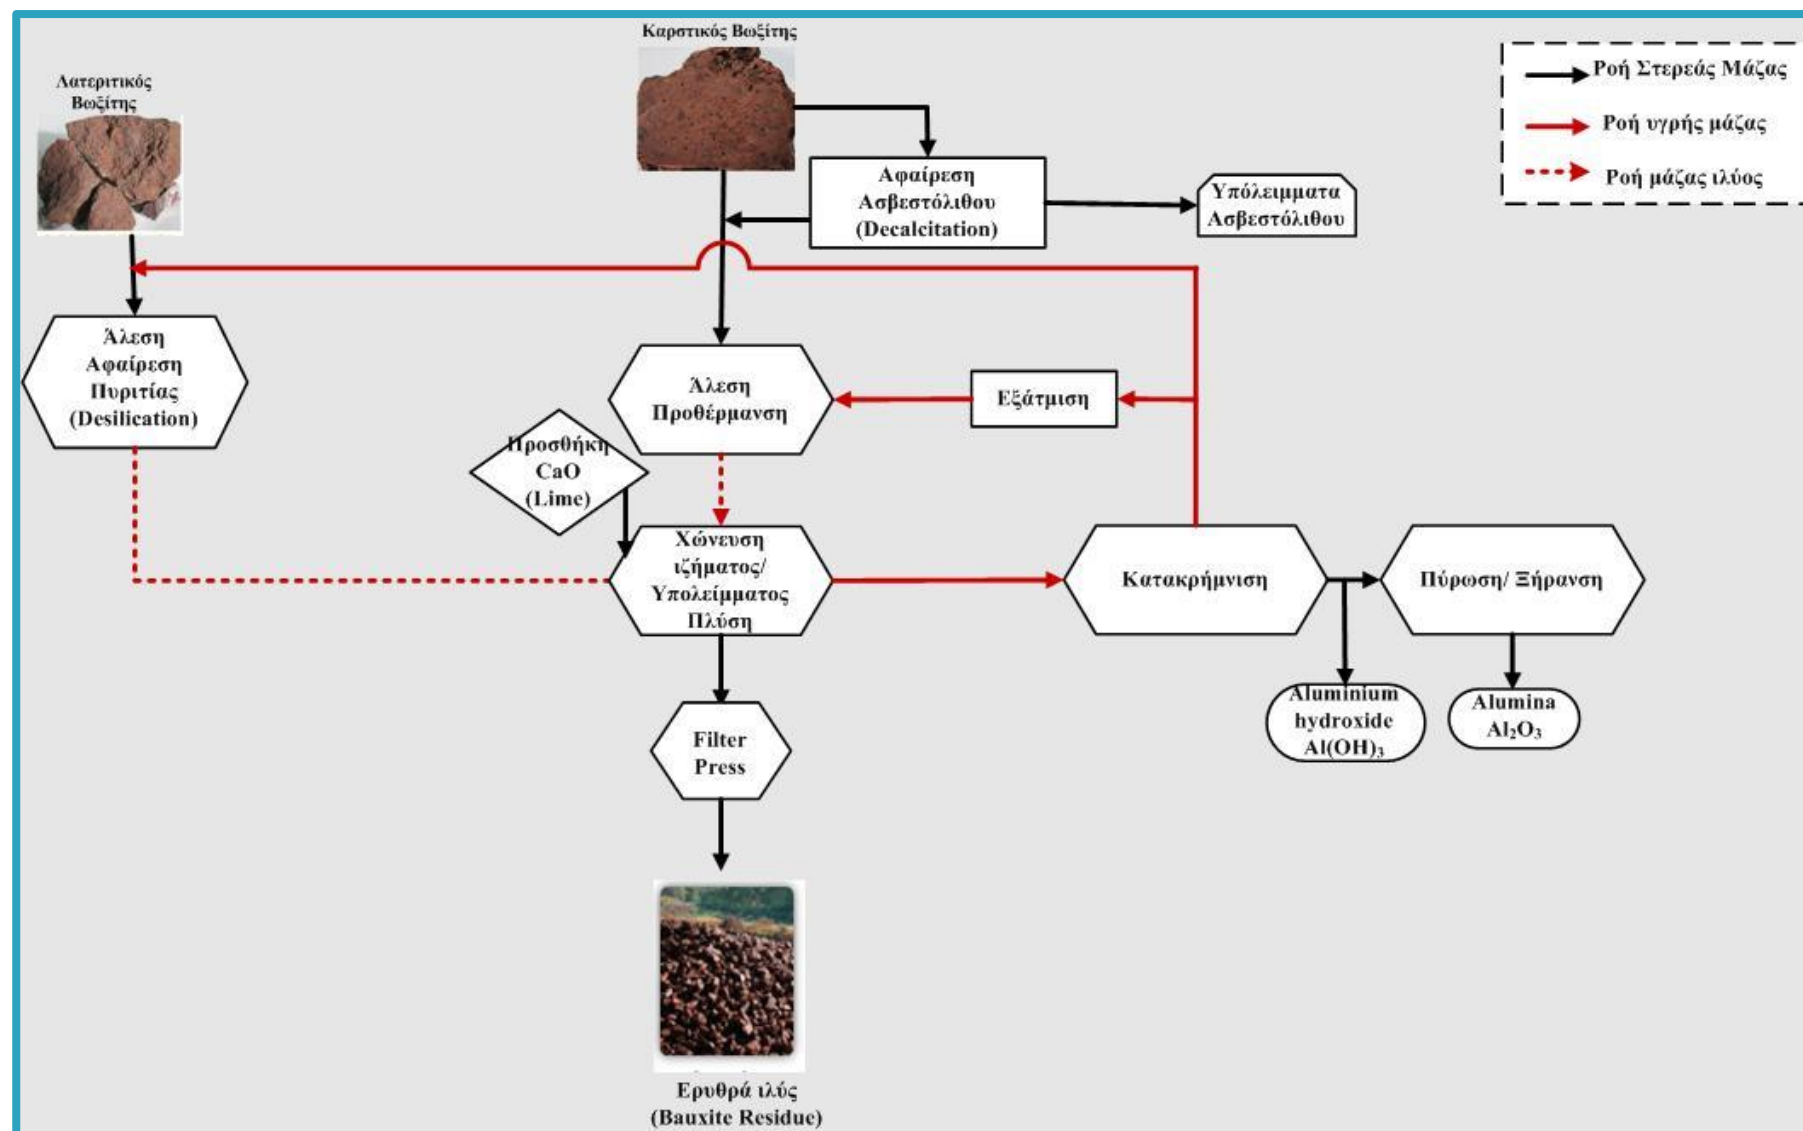 Καρστικός Βωξίτης
Λατεριτικός
Βωξίτης
Ροή Στερεάς Μάζας
Ροή υγρής μάζας
Ροή μάζας ιλύος
Αφαίρεση
Ασβεστόλιθου
(Decalcitation)
Υπόλειμματα
Ασβεστόλιθου
Άλεση
Αφαίρεση
Πυριτίας
(Desilication)
Άλεση
Προθέρμανση
Εξάτμιση
Προσθήκη
CaO
(Lime)
Χώνευση
ιζήματος/
Υπολείμματος
Πλύση
Κατακρήμνιση
Πύρωση/ Ξήρανση
Filter
Press
Aluminium
hydroxide
Al(OH)₃
Alumina
Al₂O₃
Ερυθρά ιλύς
(Bauxite Residue)